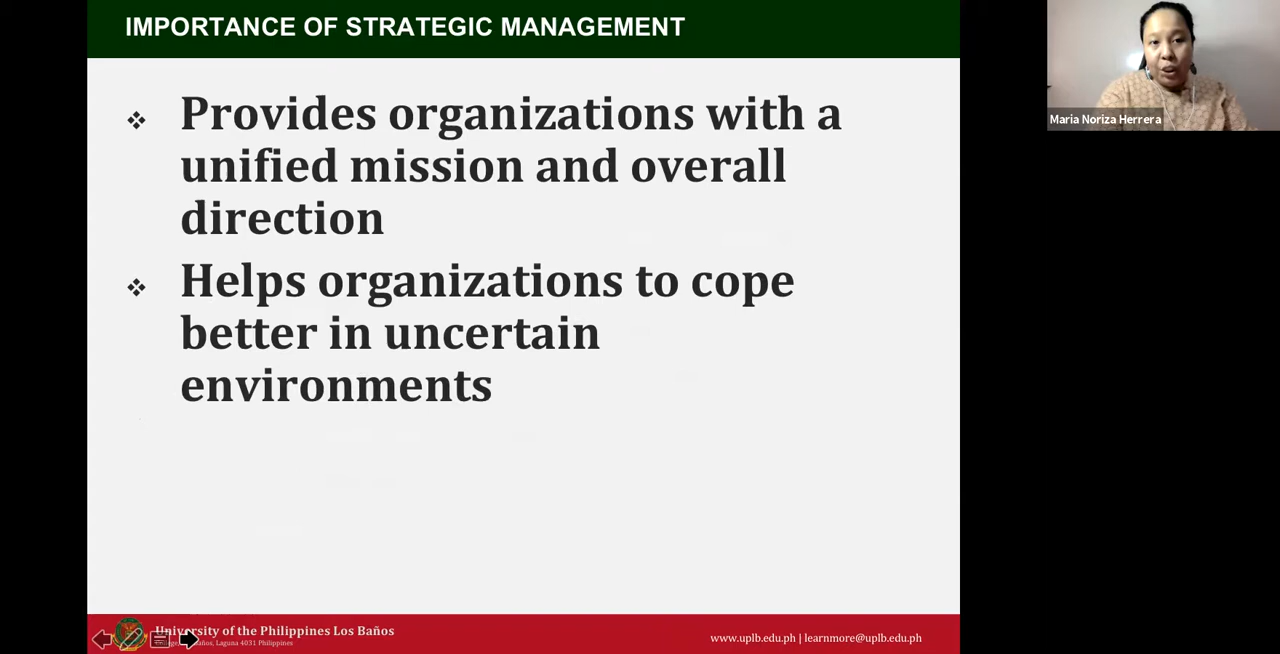 IMPORTANCE OF STRATEGIC MANAGEMENT
Maria Noriza Herrera
❖ Provides organizations with a
unified mission and overall
direction
❖ Helps organizations to cope
better in uncertain
environments
University of the Philippines Los Baños
Laguna 4031 Philippines
www.uplb.edu.ph | learnmore@uplb.edu.ph